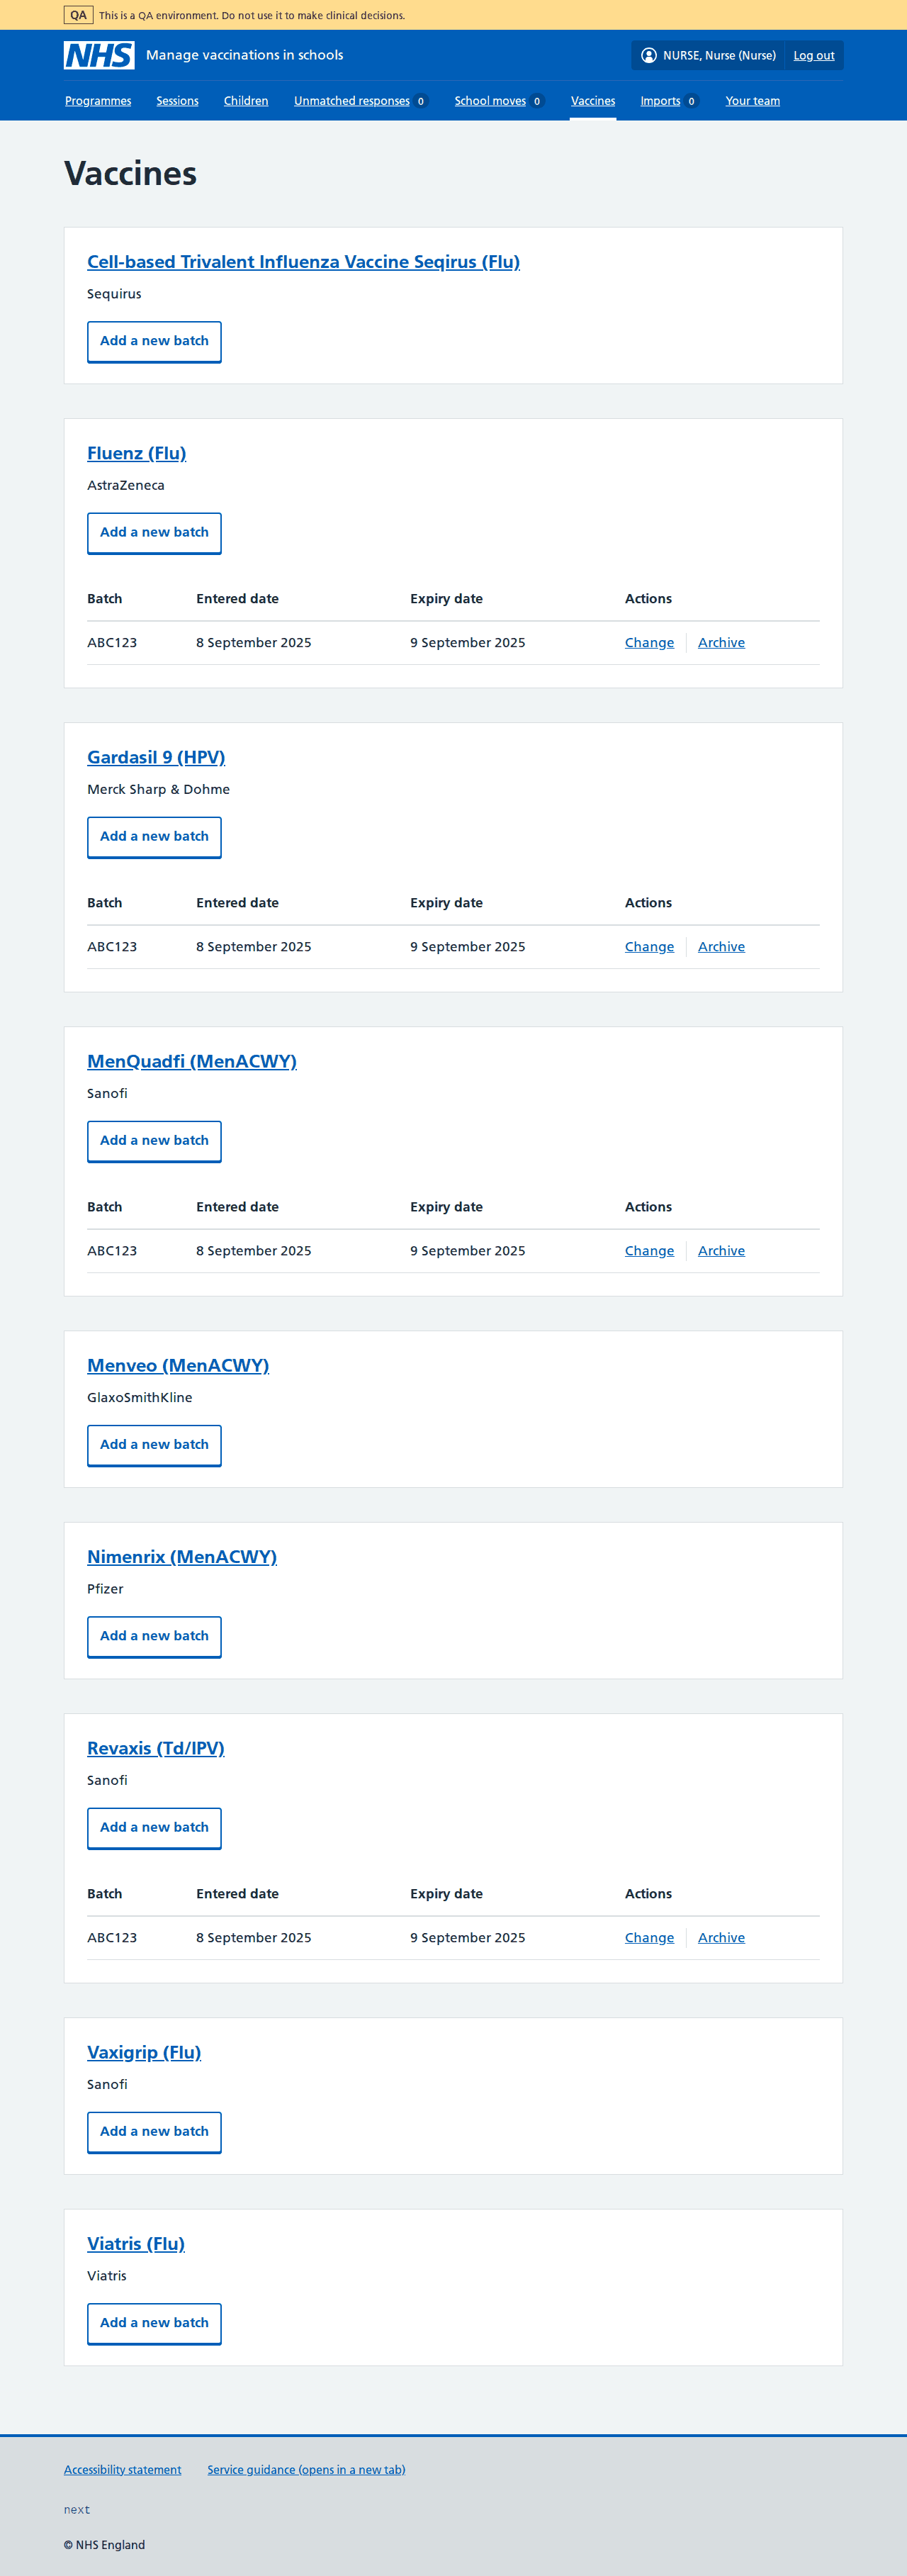 QA This is a QA environment. Do not use it to make clinical decisions.
NHS Manage vaccinations in schools NURSE, Nurse (Nurse) Log out
Programmes Sessions Children Unmatched responses 0 School moves 0 Vaccines Imports 0 Your team
Vaccines
Cell-based Trivalent Influenza Vaccine Seqirus (Flu)
Sequirus
Add a new batch
Fluenz (Flu)
AstraZeneca
Add a new batch
Batch Entered date Expiry date Actions
ABC123 8 September 2025 9 September 2025 Change Archive
Gardasil 9 (HPV)
Merck Sharp & Dohme
Add a new batch
Batch Entered date Expiry date Actions
ABC123 8 September 2025 9 September 2025 Change Archive
MenQuadfi (MenACWY)
Sanofi
Add a new batch
Batch Entered date Expiry date Actions
ABC123 8 September 2025 9 September 2025 Change Archive
Menveo (MenACWY)
GlaxoSmithKline
Add a new batch
Nimenrix (MenACWY)
Pfizer
Add a new batch
Revaxis (Td/IPV)
Sanofi
Add a new batch
Batch Entered date Expiry date Actions
ABC123 8 September 2025 9 September 2025 Change Archive
Vaxigrip (Flu)
Sanofi
Add a new batch
Viatris (Flu)
Viatris
Add a new batch
Accessibility statement Service guidance (opens in a new tab)
next
© NHS England